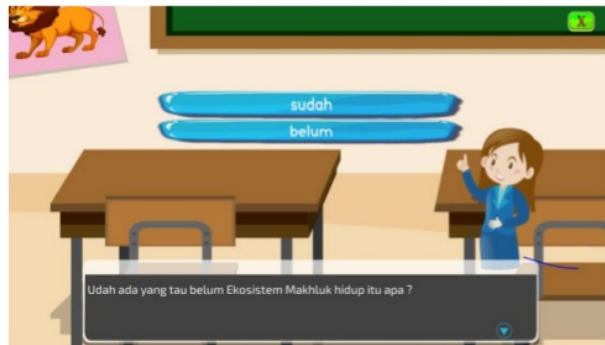 X
sudah
belum
Udah ada yang tau belum Ekosistem Makhluk hidup itu apa ?